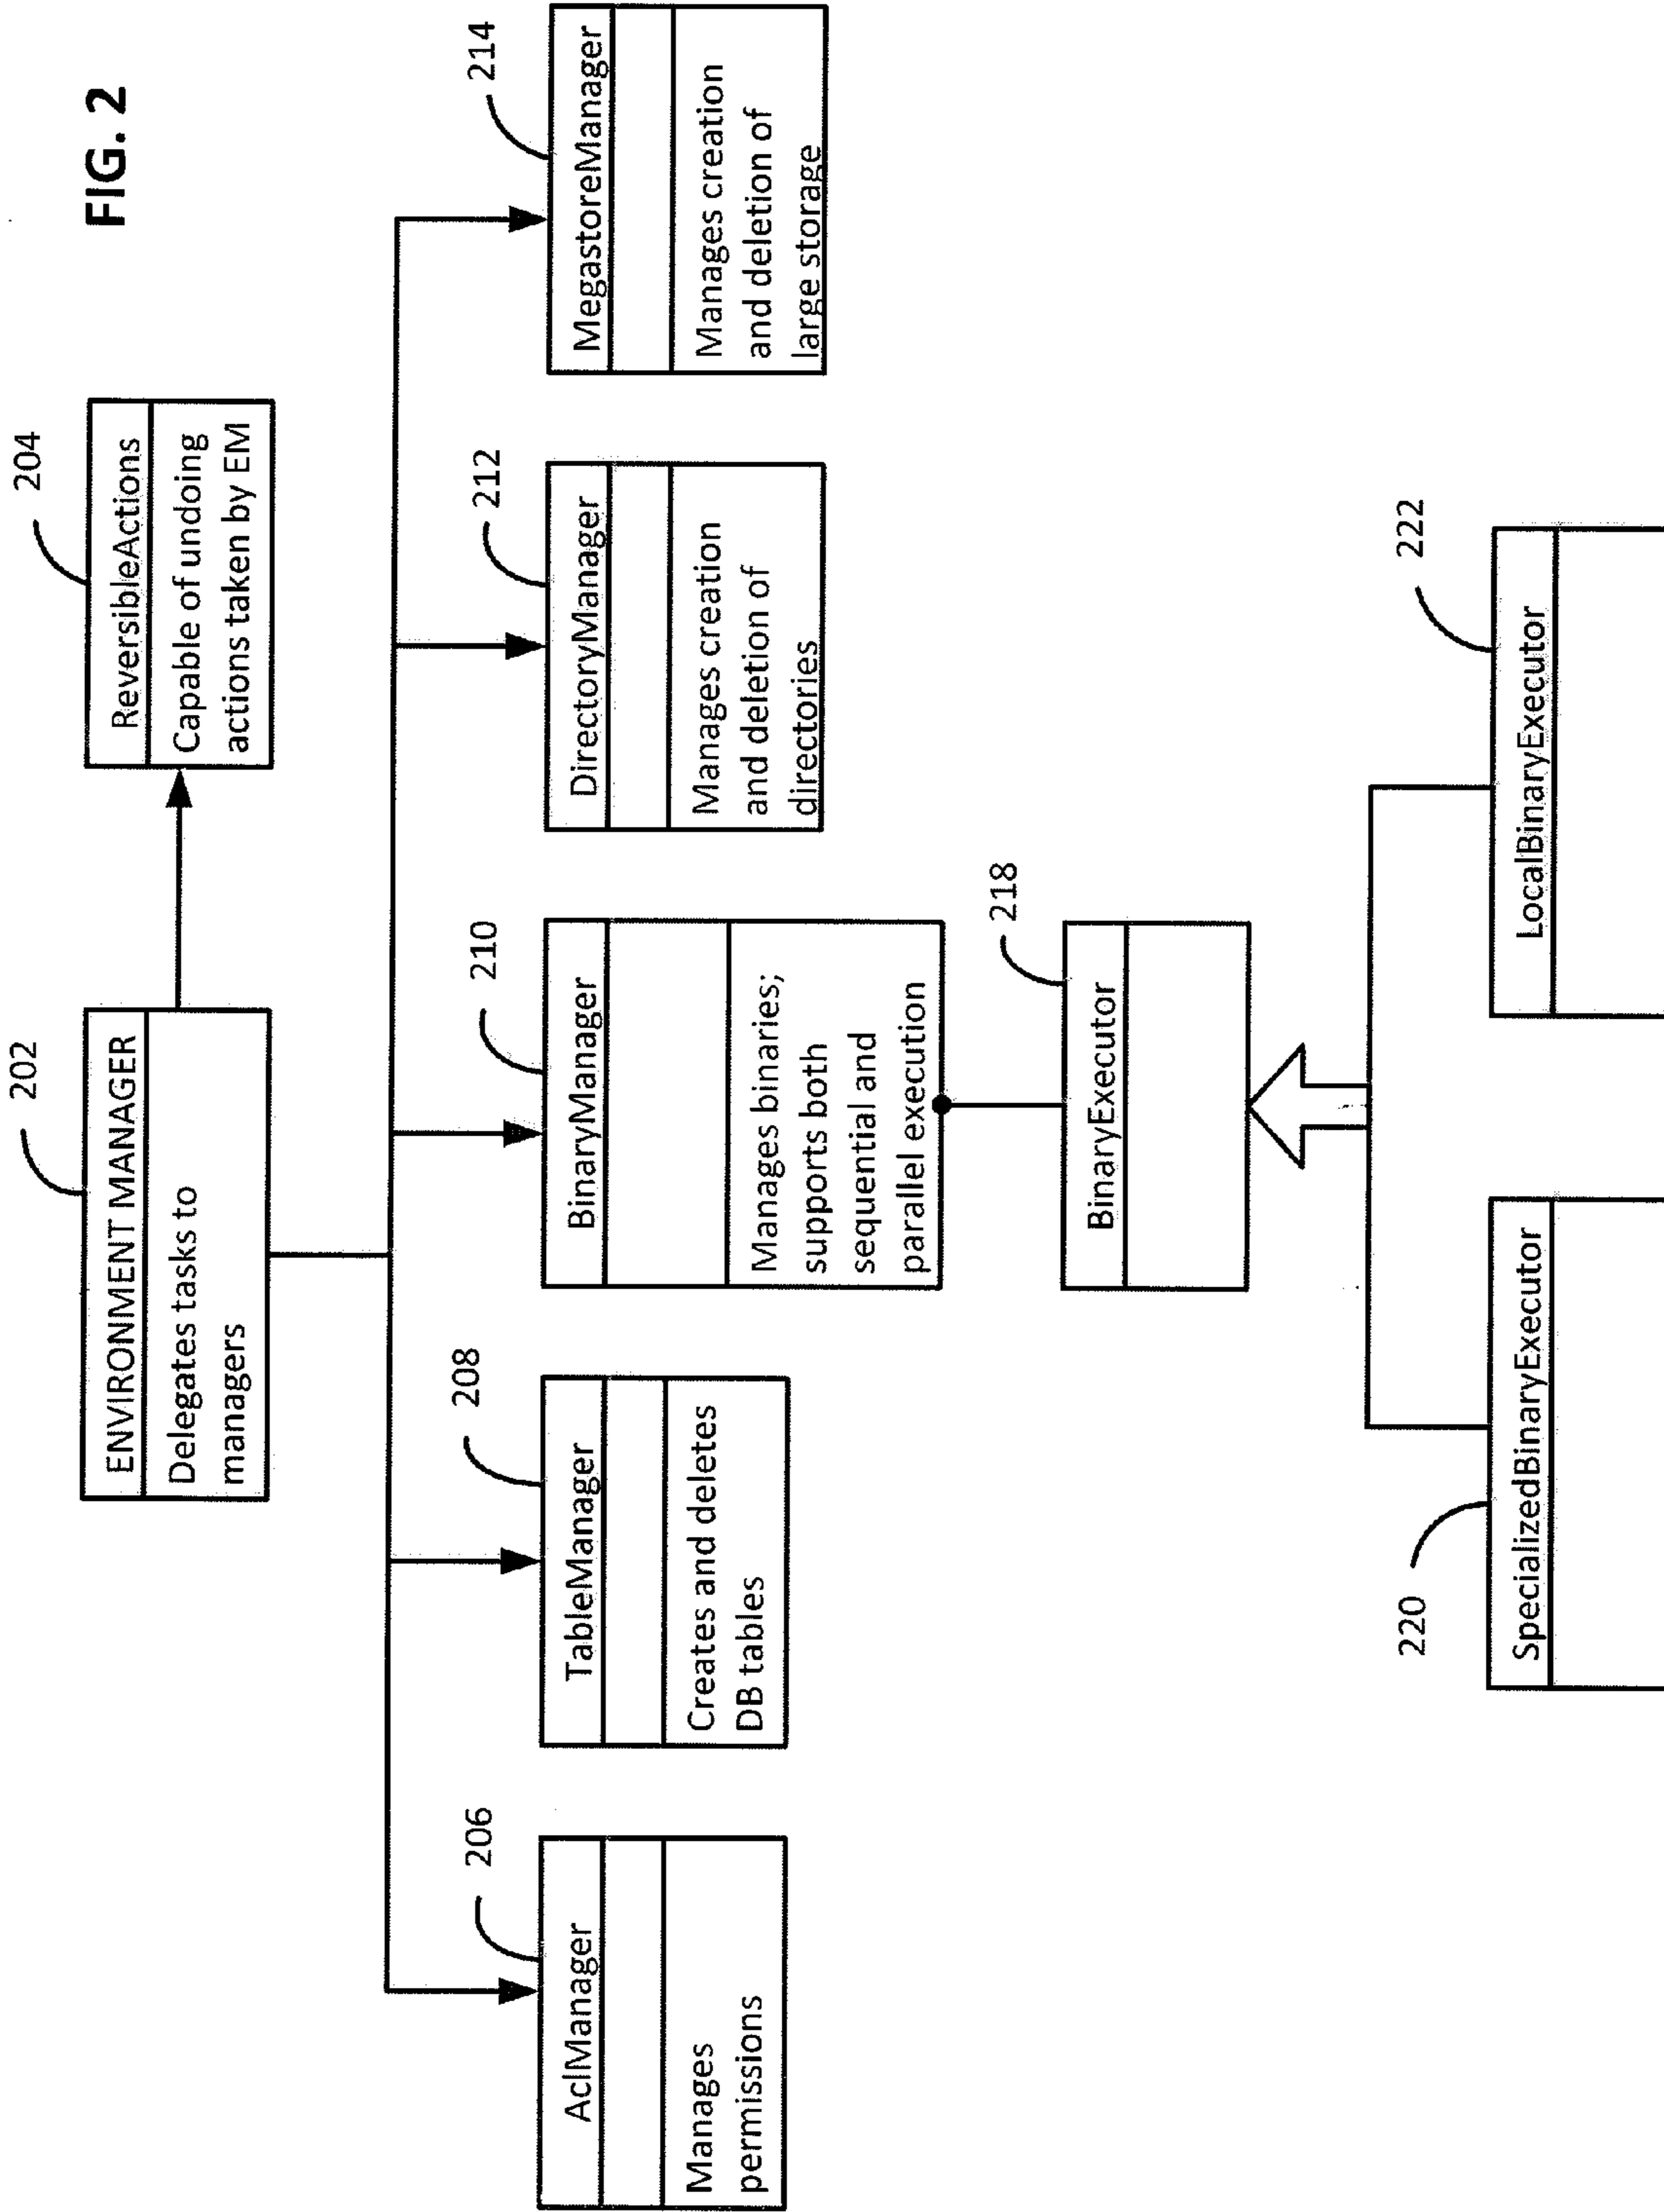 FIG. 2
202
ENVIRONMENT MANAGER
Delegates tasks to
managers
204
ReversibleActions
Capable of undoing
actions taken by EM
206
AclManager
Manages
permissions
208
TableManager
Creates and deletes
DB tables
210
BinaryManager
Manages binaries;
supports both
sequential and
parallel execution
212
DirectoryManager
Manages creation
and deletion of
directories
214
MegastoreManager
Manages creation
and deletion of
large storage
218
BinaryExecutor
220
SpecializedBinaryExecutor
222
LocalBinaryExecutor